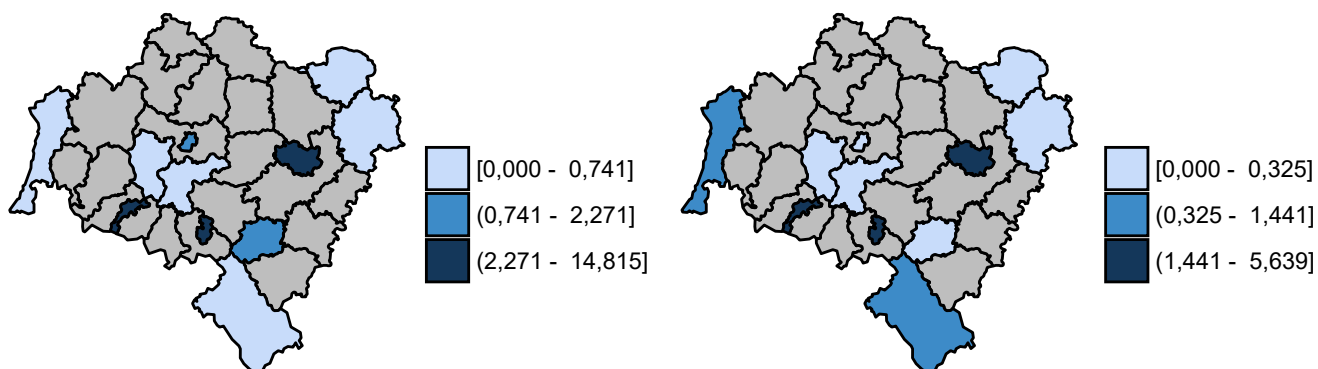 [0,000 - 0,741]
(0,741 - 2,271]
(2,271 - 14,815]
[0,000 - 0,325]
(0,325 - 1,441]
(1,441 - 5,639]